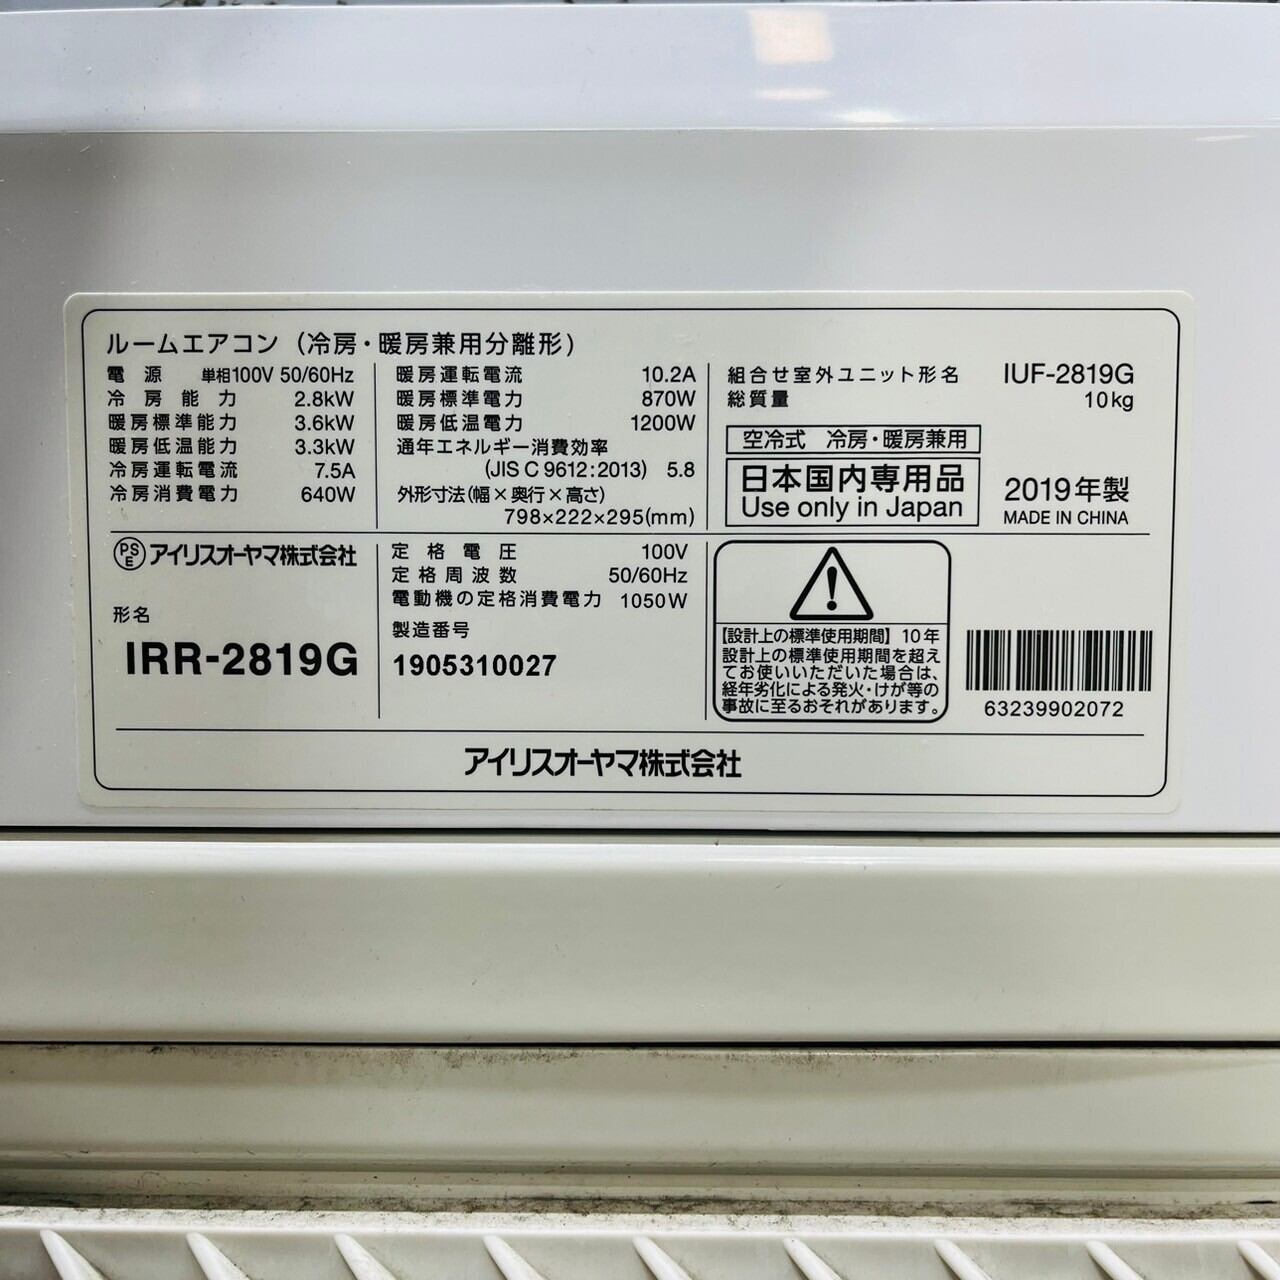 ルームエアコン（冷房・暖房兼用分離形）
電源 単相100V 50/60Hz
冷房能力 2.8kW
暖房標準能力 3.6kW
暖房低温能力 3.3kW
冷房運転電流 7.5A
冷房消費電力 640W
暖房運転電流 10.2A
暖房標準電力 870W
暖房低温電力 1200W
通年エネルギー消費効率
(JIS C 9612:2013) 5.8
外形寸法(幅×奥行×高さ)
798×222×295(mm)
組合せ室外ユニット形名 IUF-2819G
総質量 10kg
空冷式 冷房・暖房兼用
日本国内専用品
Use only in Japan
2019年製
MADE IN CHINA
PS
E
アイリスオーヤマ株式会社
形名
IRR-2819G
定格電圧 100V
定格周波数 50/60Hz
電動機の定格消費電力 1050W
製造番号
1905310027
【設計上の標準使用期間】10年
設計上の標準使用期間を超え
てお使いいただいた場合は、
経年劣化による発火・けが等の
事故に至るおそれがあります。
63239902072
アイリスオーヤマ株式会社